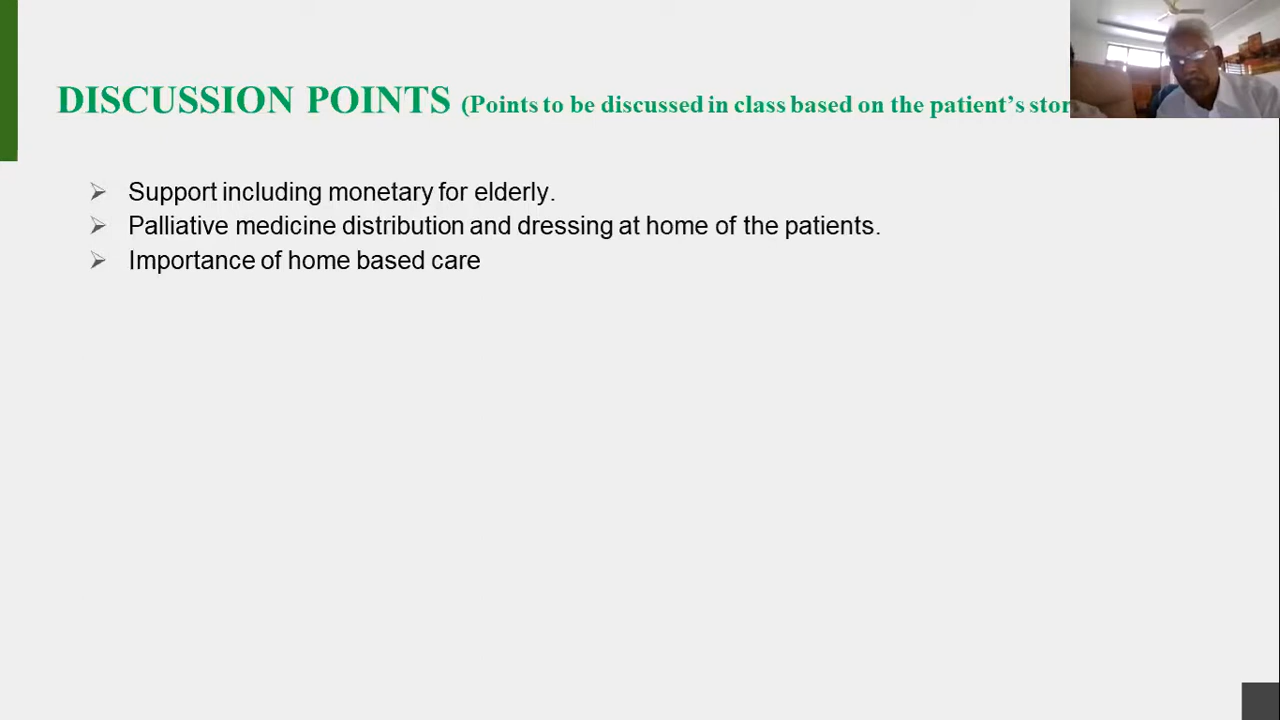 DISCUSSION POINTS (Points to be discussed in class based on the patient's
Support including monetary for elderly.
Palliative medicine distribution and dressing at home of the patients.
Importance of home based care